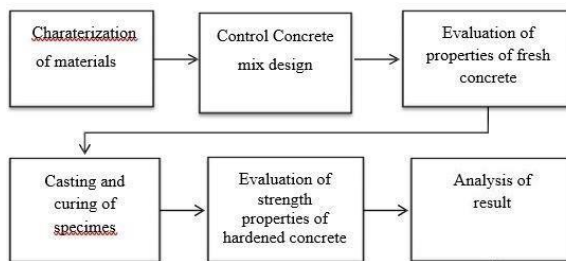 Charaterization
of materials
Control Concrete
mix design
Evaluation of
properties of fresh
concrete
Casting and
curing of
specimes
Evaluation of
strength
properties of
hardened concrete
Analysis of
result